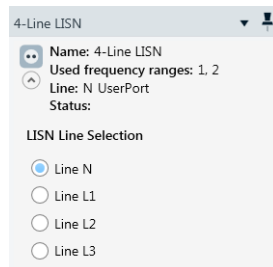 4-Line LISN
Name: 4-Line LISN
Used frequency ranges: 1, 2
Line: N UserPort
Status:
LISN Line Selection
Line N
Line L1
Line L2
Line L3